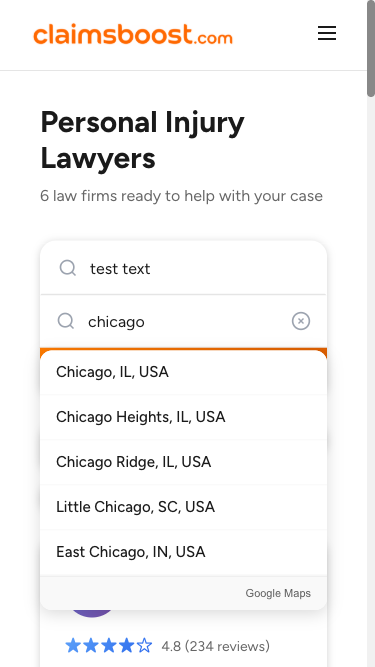 claimsboost.com
Personal Injury
Lawyers
6 law firms ready to help with your case
test text
chicago
Chicago, IL, USA
Chicago Heights, IL, USA
Chicago Ridge, IL, USA
Little Chicago, SC, USA
East Chicago, IN, USA
Google Maps
4.8 (234 reviews)